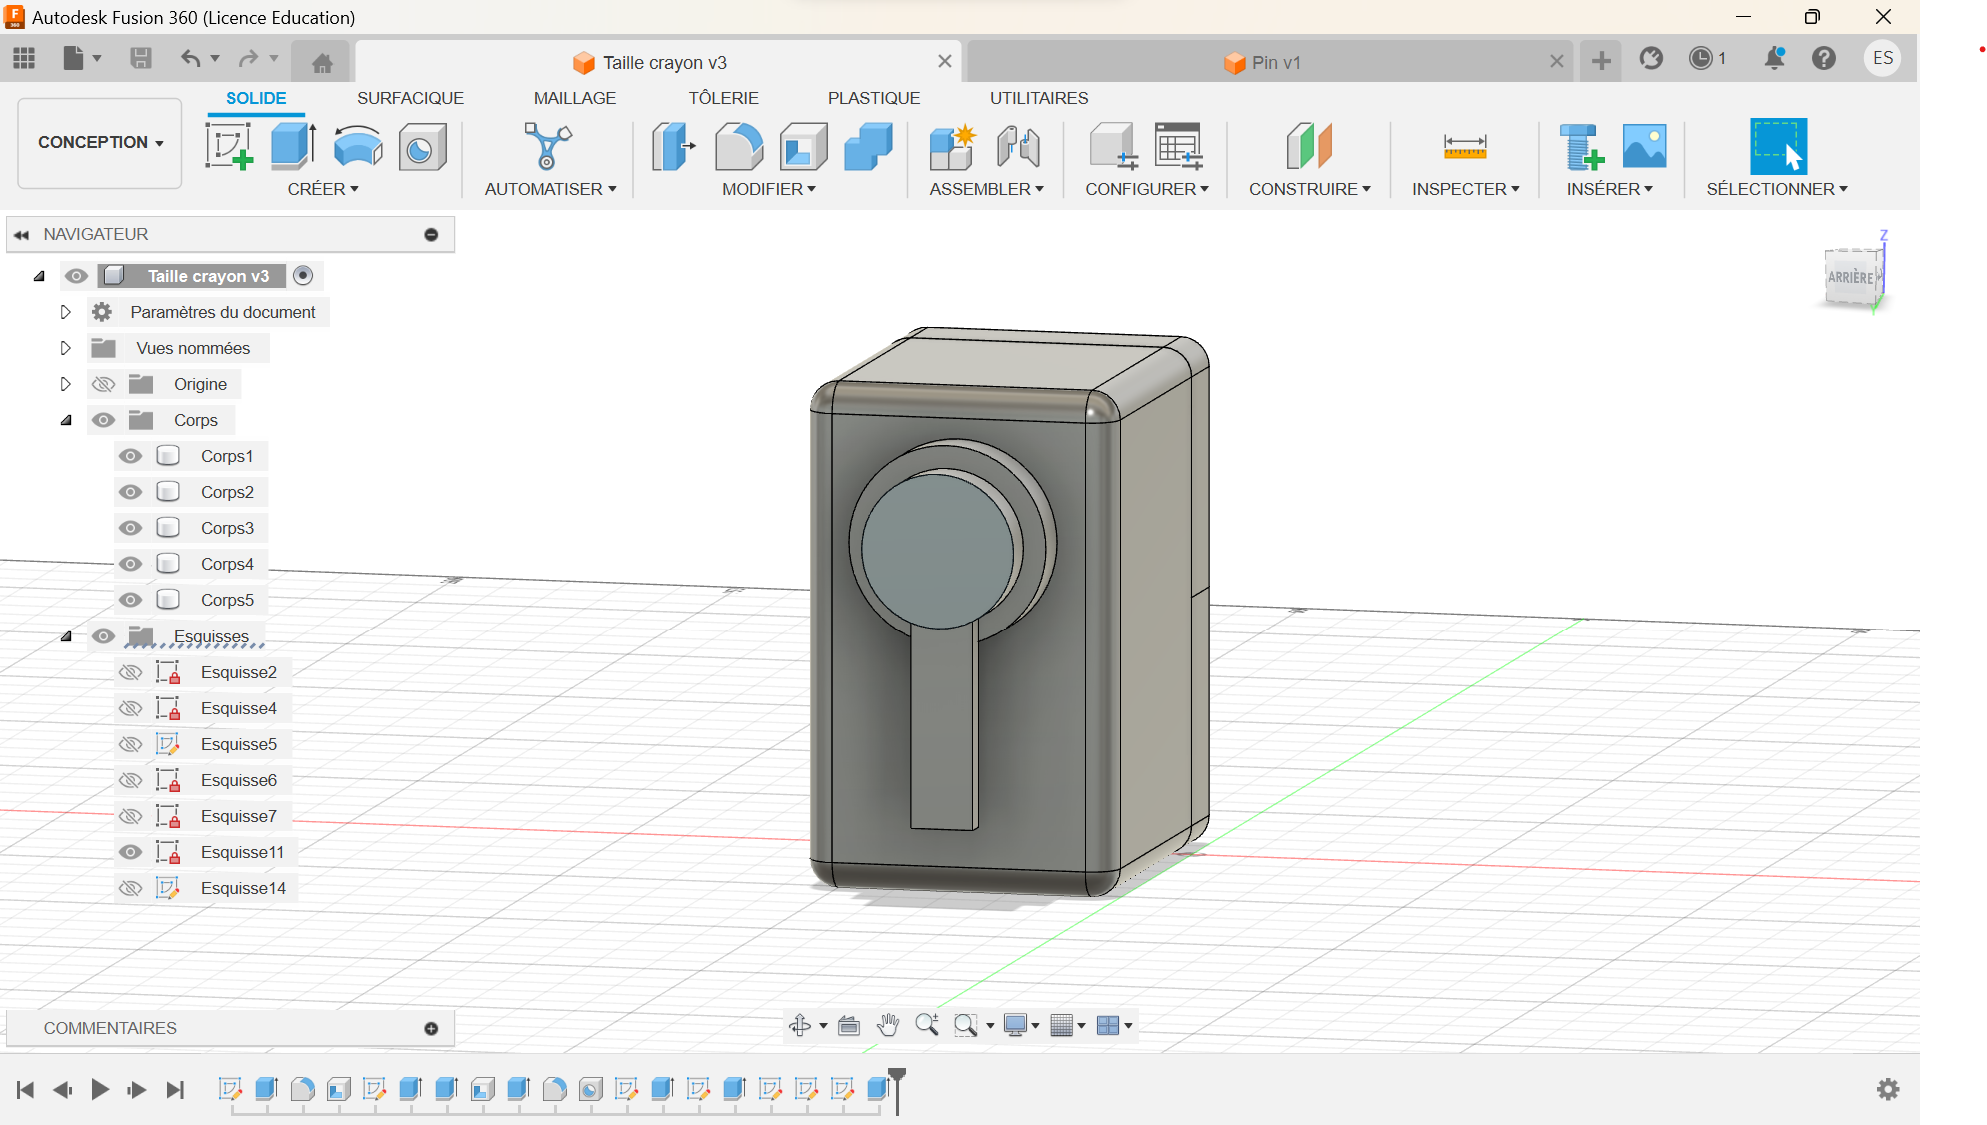 Autodesk Fusion 360 (Licence Education)
Taille crayon v3
Pin v1
1
ES
SOLIDE SURFACIQUE MAILLAGE TÔLERIE PLASTIQUE UTILITAIRES
CONCEPTION
CRÉER AUTOMATISER MODIFIER ASSEMBLER CONFIGURER CONSTRUIRE INSPECTER INSÉRER SÉLECTIONNER
NAVIGATEUR
Taille crayon v3
Paramètres du document
Vues nommées
Origine
Corps
Corps1
Corps2
Corps3
Corps4
Corps5
Esquisses
Esquisse2
Esquisse4
Esquisse5
Esquisse6
Esquisse7
Esquisse11
Esquisse14
Z
ARRIÈRE
Y
COMMENTAIRES